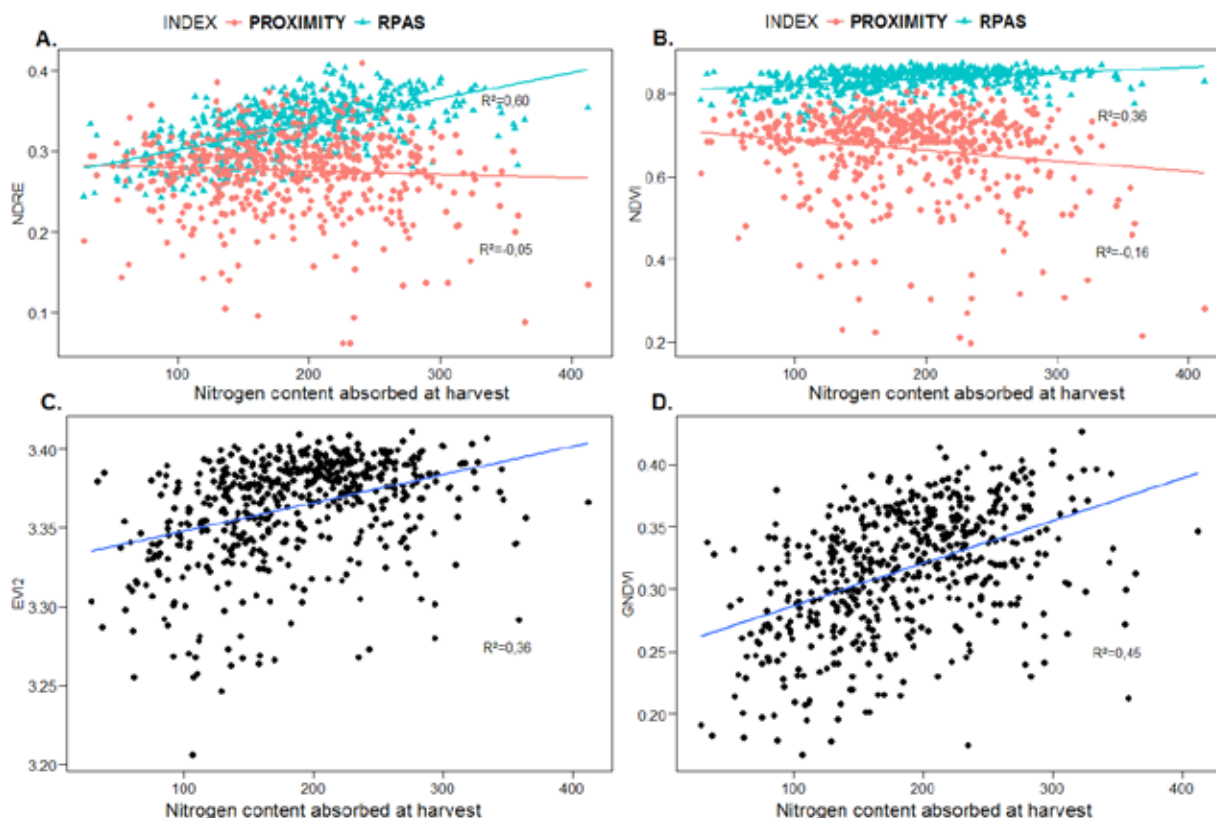 INDEX PROXIMITY RPAS
A.
0.4
0.3
0.2
0.1
NDRE
R²=0,60
R²=-0,05
100 200 300 400
Nitrogen content absorbed at harvest
INDEX PROXIMITY RPAS
B.
0.8
0.6
0.4
0.2
NDVI
R²=0,36
R²=-0,16
100 200 300 400
Nitrogen content absorbed at harvest
C.
3.40
3.35
3.30
3.25
3.20
EVI2
R²=0,36
100 200 300 400
Nitrogen content absorbed at harvest
D.
0.40
0.35
0.30
0.25
0.20
GNDVI
R²=0,45
100 200 300 400
Nitrogen content absorbed at harvest